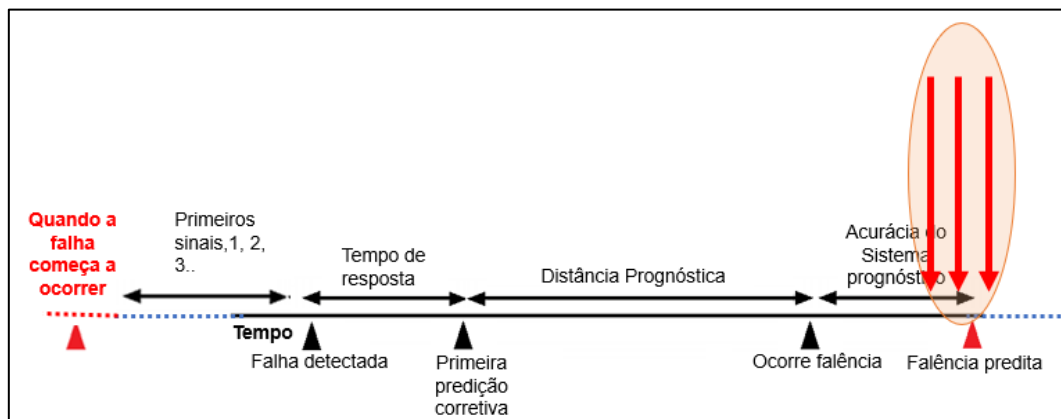 Quando a
falha
começa a
ocorrer
Primeiros
sinais,1, 2,
3..
Tempo de
resposta
Distância Prognóstica
Acurácia do
Sistema
prognóstico
Tempo
Falha detectada
Primeira
predição
corretiva
Ocorre falência
Falência predita